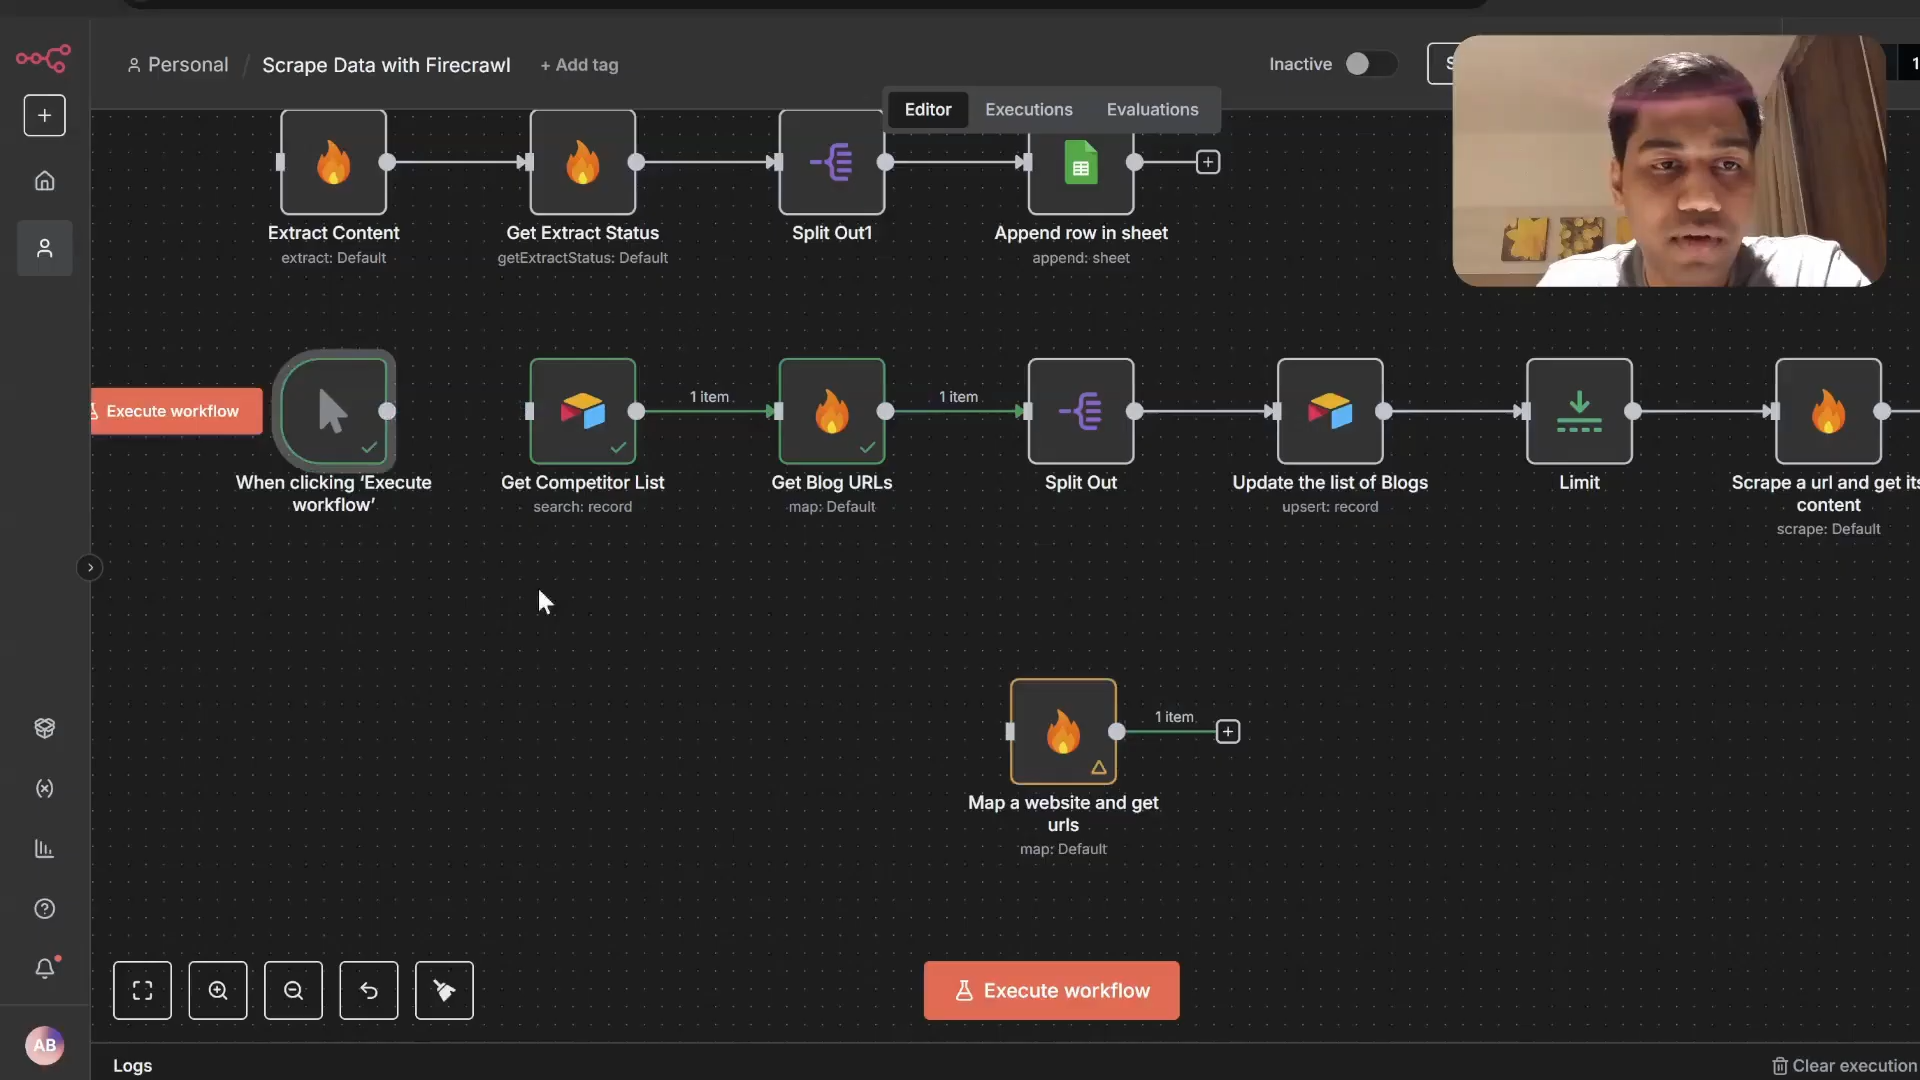 Personal / Scrape Data with Firecrawl + Add tag
Inactive
Editor Executions Evaluations
Extract Content
extract: Default
Get Extract Status
getExtractStatus: Default
Split Out1
Append row in sheet
append: sheet
Execute workflow
1 item
1 item
When clicking ‘Execute
workflow’
Get Competitor List
search: record
Get Blog URLs
map: Default
Split Out
Update the list of Blogs
upsert: record
Limit
Scrape a url and get its
content
scrape: Default
1 item
Map a website and get
urls
map: Default
Execute workflow
AB
Logs
Clear execution